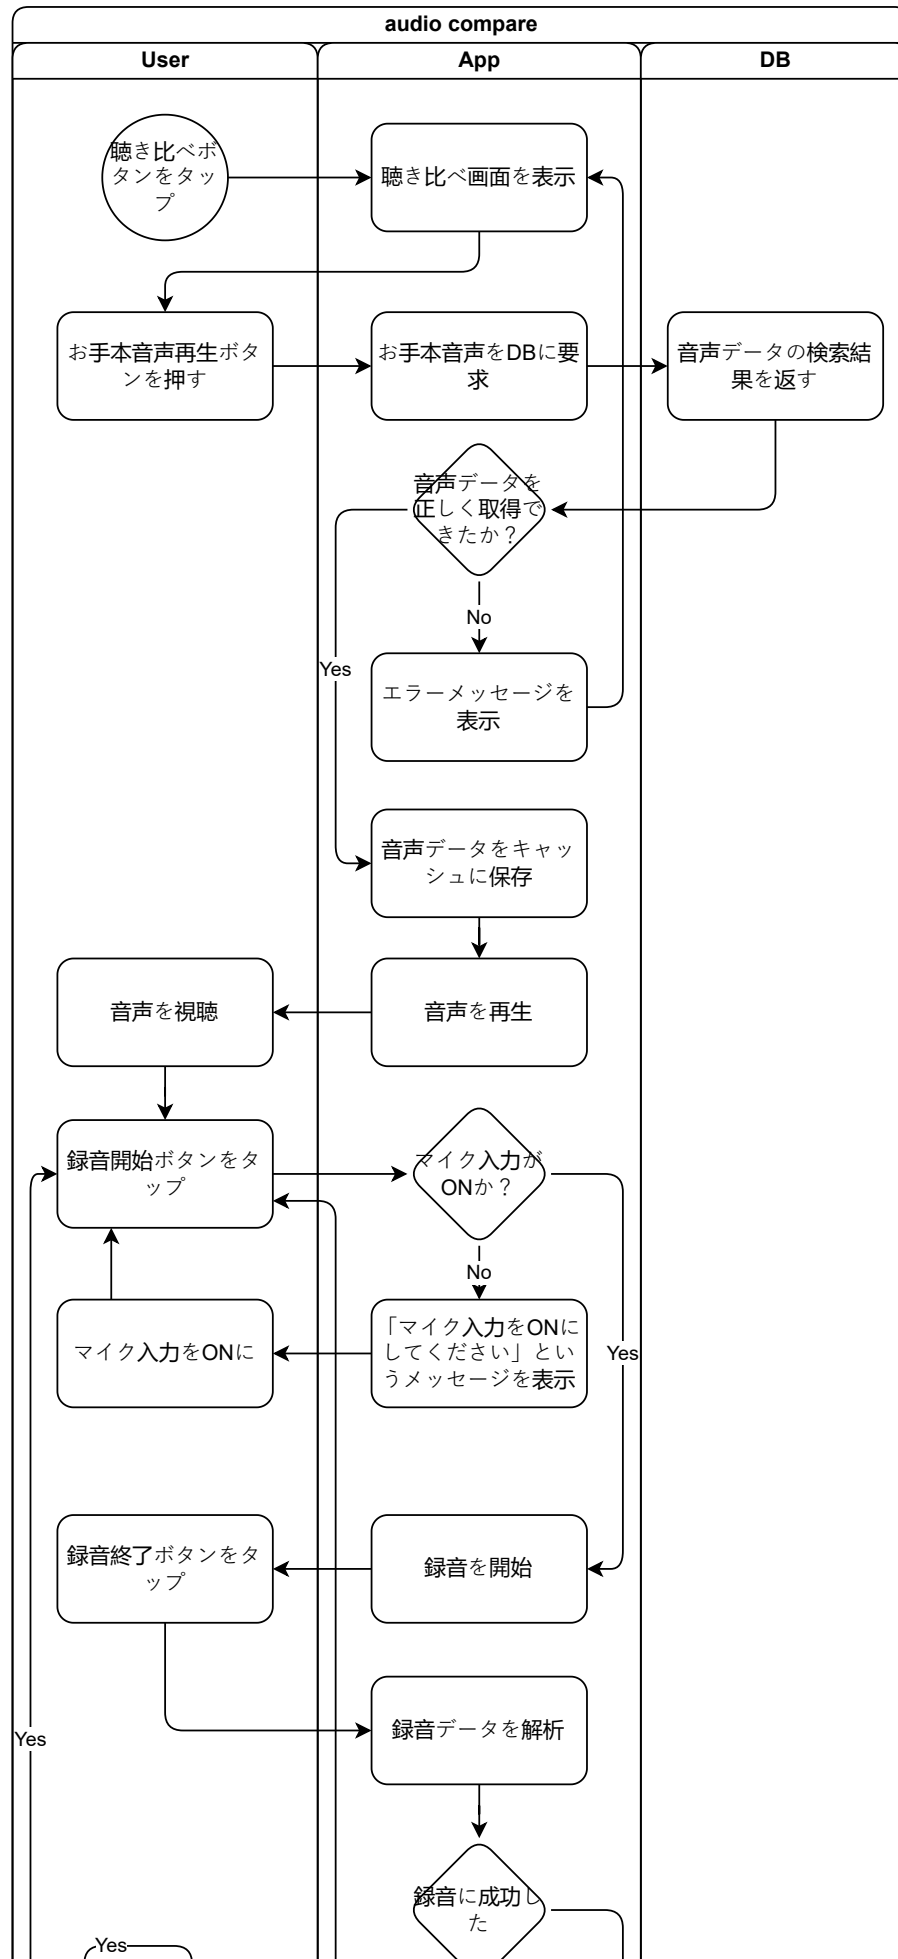 audio compare
User
App
DB
聴き比べボ
タンをタッ
プ
聴き比べ画面を表示
お手本音声再生ボタ
ンを押す
お手本音声をDBに要
求
音声データの検索結
果を返す
音声データを
正しく取得で
きたか？
No
Yes
エラーメッセージを
表示
音声データをキャッ
シュに保存
音声を視聴
音声を再生
録音開始ボタンをタ
ップ
マイク入力が
ONか？
No
マイク入力をONに
「マイク入力をONに
してください」とい
うメッセージを表示
Yes
録音終了ボタンをタ
ップ
録音を開始
録音データを解析
Yes
録音に成功し
た
Yes